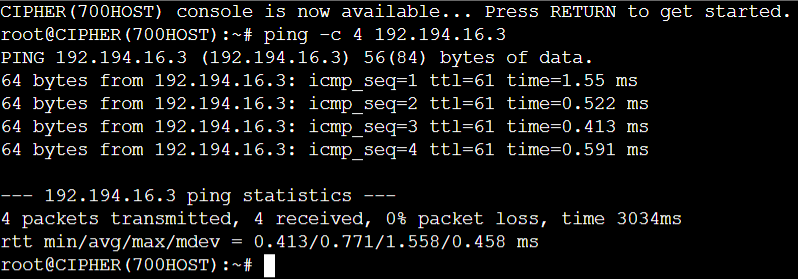 CIPHER(700HOST) console is now available... Press RETURN to get started.
root@CIPHER(700HOST):~# ping -c 4 192.194.16.3
PING 192.194.16.3 (192.194.16.3) 56(84) bytes of data.
64 bytes from 192.194.16.3: icmp_seq=1 ttl=61 time=1.55 ms
64 bytes from 192.194.16.3: icmp_seq=2 ttl=61 time=0.522 ms
64 bytes from 192.194.16.3: icmp_seq=3 ttl=61 time=0.413 ms
64 bytes from 192.194.16.3: icmp_seq=4 ttl=61 time=0.591 ms
--- 192.194.16.3 ping statistics ---
4 packets transmitted, 4 received, 0% packet loss, time 3034ms
rtt min/avg/max/mdev = 0.413/0.771/1.558/0.458 ms
root@CIPHER(700HOST):~#